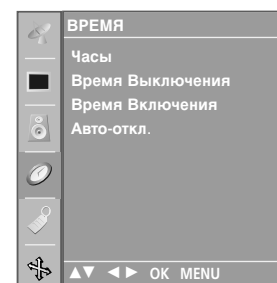 ВРЕМЯ
Часы
Время Выключения
Время Включения
Авто-откл.
▲▼ ◄► OK MENU